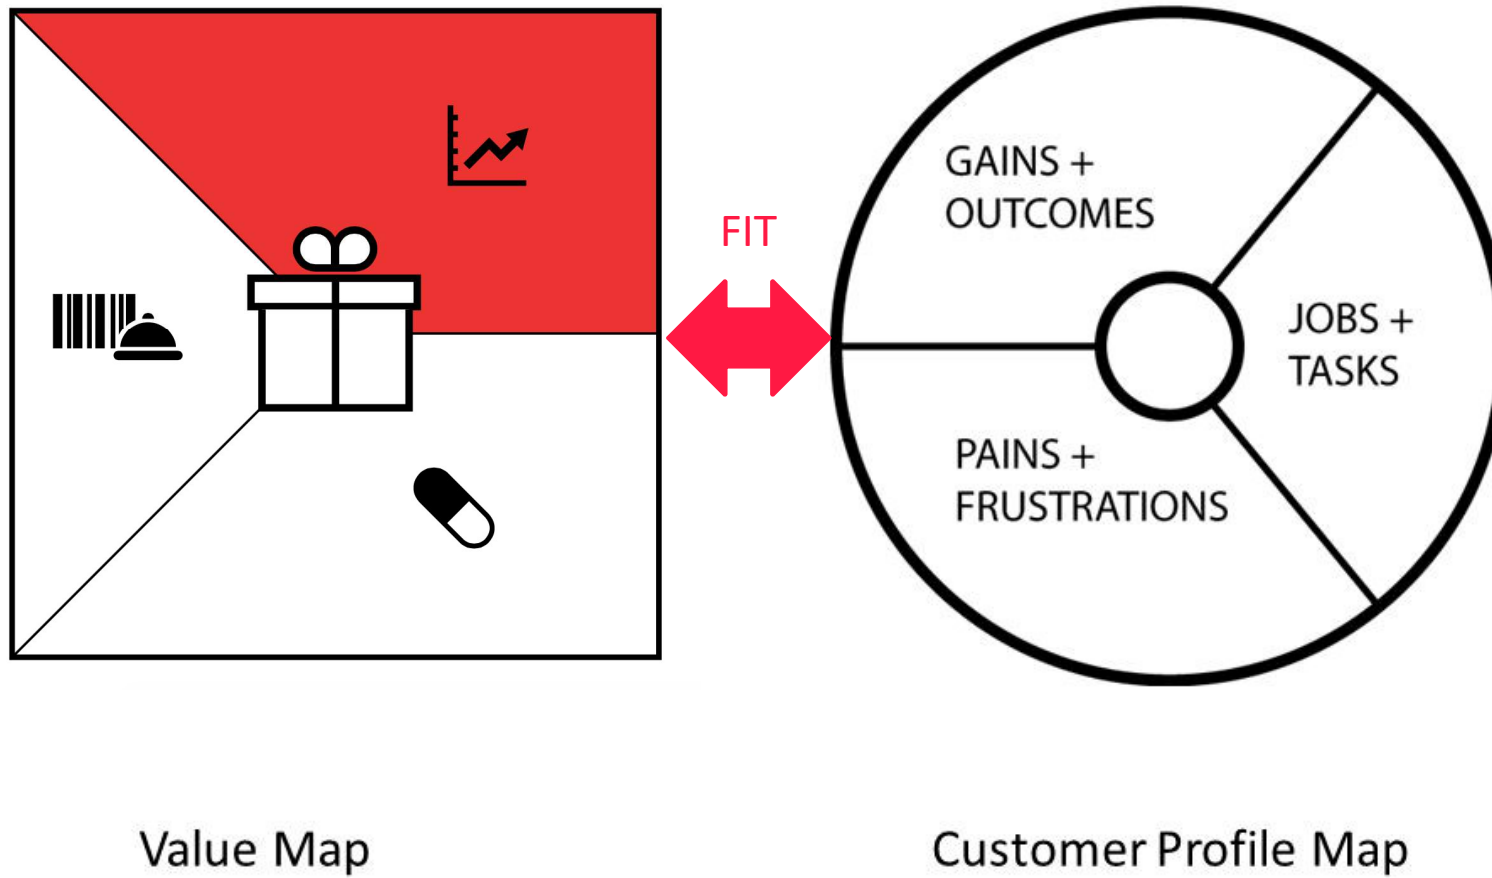 GAINS +
OUTCOMES
FIT
JOBS +
TASKS
PAINS +
FRUSTRATIONS
Value Map
Customer Profile Map